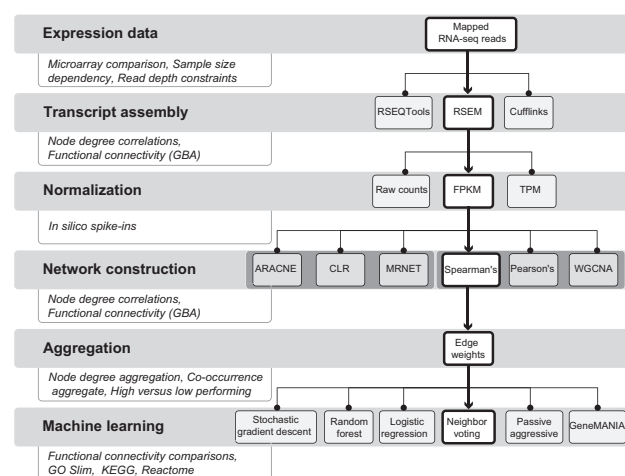 Expression data
Mapped
RNA-seq reads
Microarray comparison, Sample size
dependency, Read depth constraints
Transcript assembly
RSEQTools
RSEM
Cufflinks
Node degree correlations,
Functional connectivity (GBA)
Normalization
Raw counts
FPKM
TPM
In silico spike-ins
Network construction
ARACNE
CLR
MRNET
Spearman's
Pearson's
WGCNA
Node degree correlations,
Functional connectivity (GBA)
Aggregation
Edge
weights
Node degree aggregation, Co-occurrence
aggregate, High versus low performing
Machine learning
Stochastic
gradient descent
Random
forest
Logistic
regression
Neighbor
voting
Passive
aggressive
GeneMANIA
Functional connectivity comparisons,
GO Slim, KEGG, Reactome